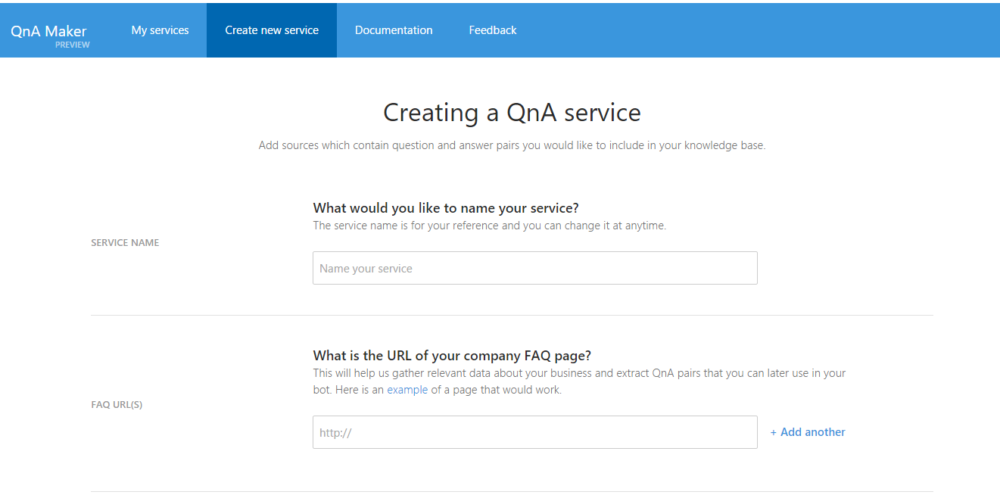 QnA Maker
PREVIEW
My services
Create new service
Documentation
Feedback
Creating a QnA service
Add sources which contain question and answer pairs you would like to include in your knowledge base.
SERVICE NAME
What would you like to name your service?
The service name is for your reference and you can change it at anytime.
Name your service
FAQ URL(S)
What is the URL of your company FAQ page?
This will help us gather relevant data about your business and extract QnA pairs that you can later use in your
bot. Here is an example of a page that would work.
http://
+ Add another